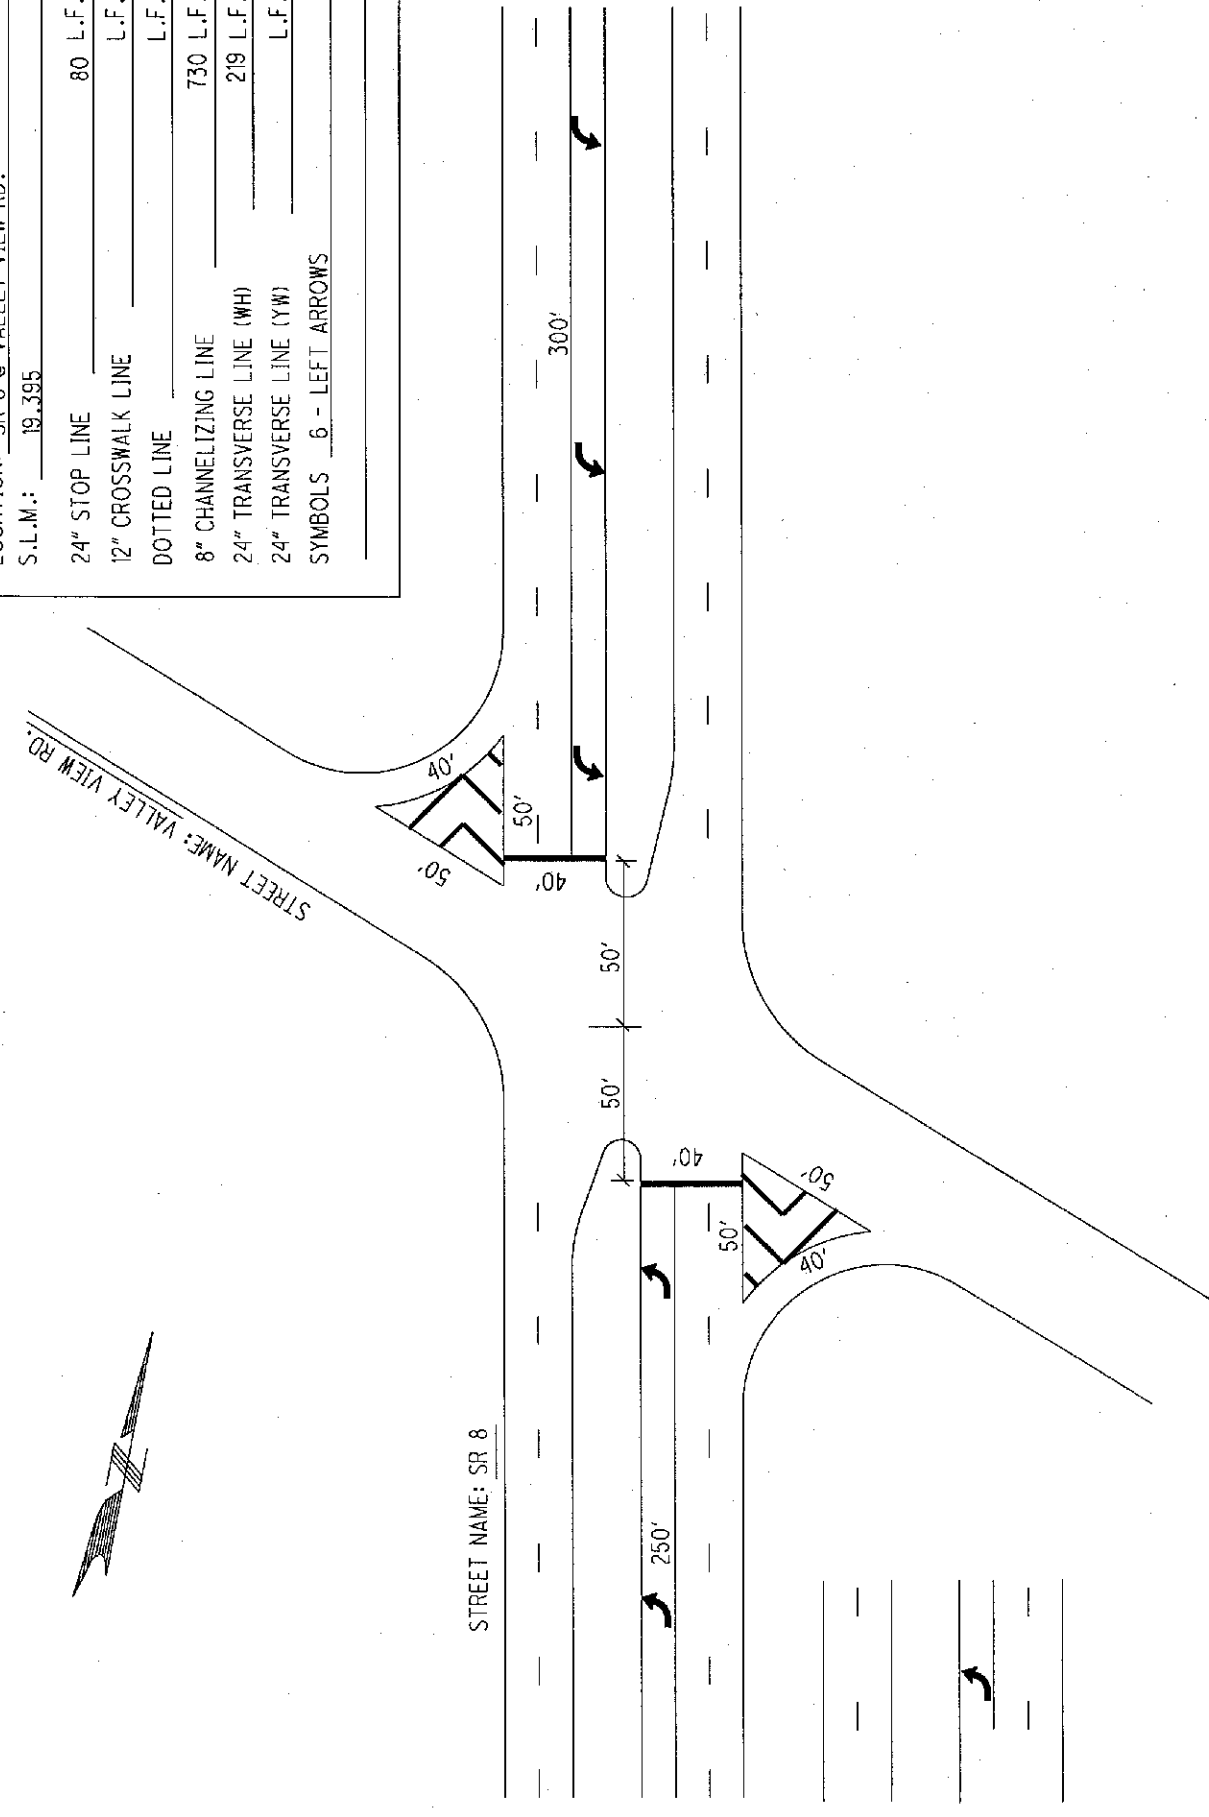 S.L.M.: 19.395
24" STOP LINE 80 L.F.
12" CROSSWALK LINE L.F.
DOTTED LINE L.F.
8" CHANNELIZING LINE 730 L.F.
24" TRANSVERSE LINE (WH) 219 L.F.
24" TRANSVERSE LINE (YW) L.F.
SYMBOLS 6 - LEFT ARROWS
STREET NAME: VALLEY VIEW RD.
300'
40'
50'
50'
40'
50'
50'
40'
50'
50'
40'
STREET NAME: SR 8
250'